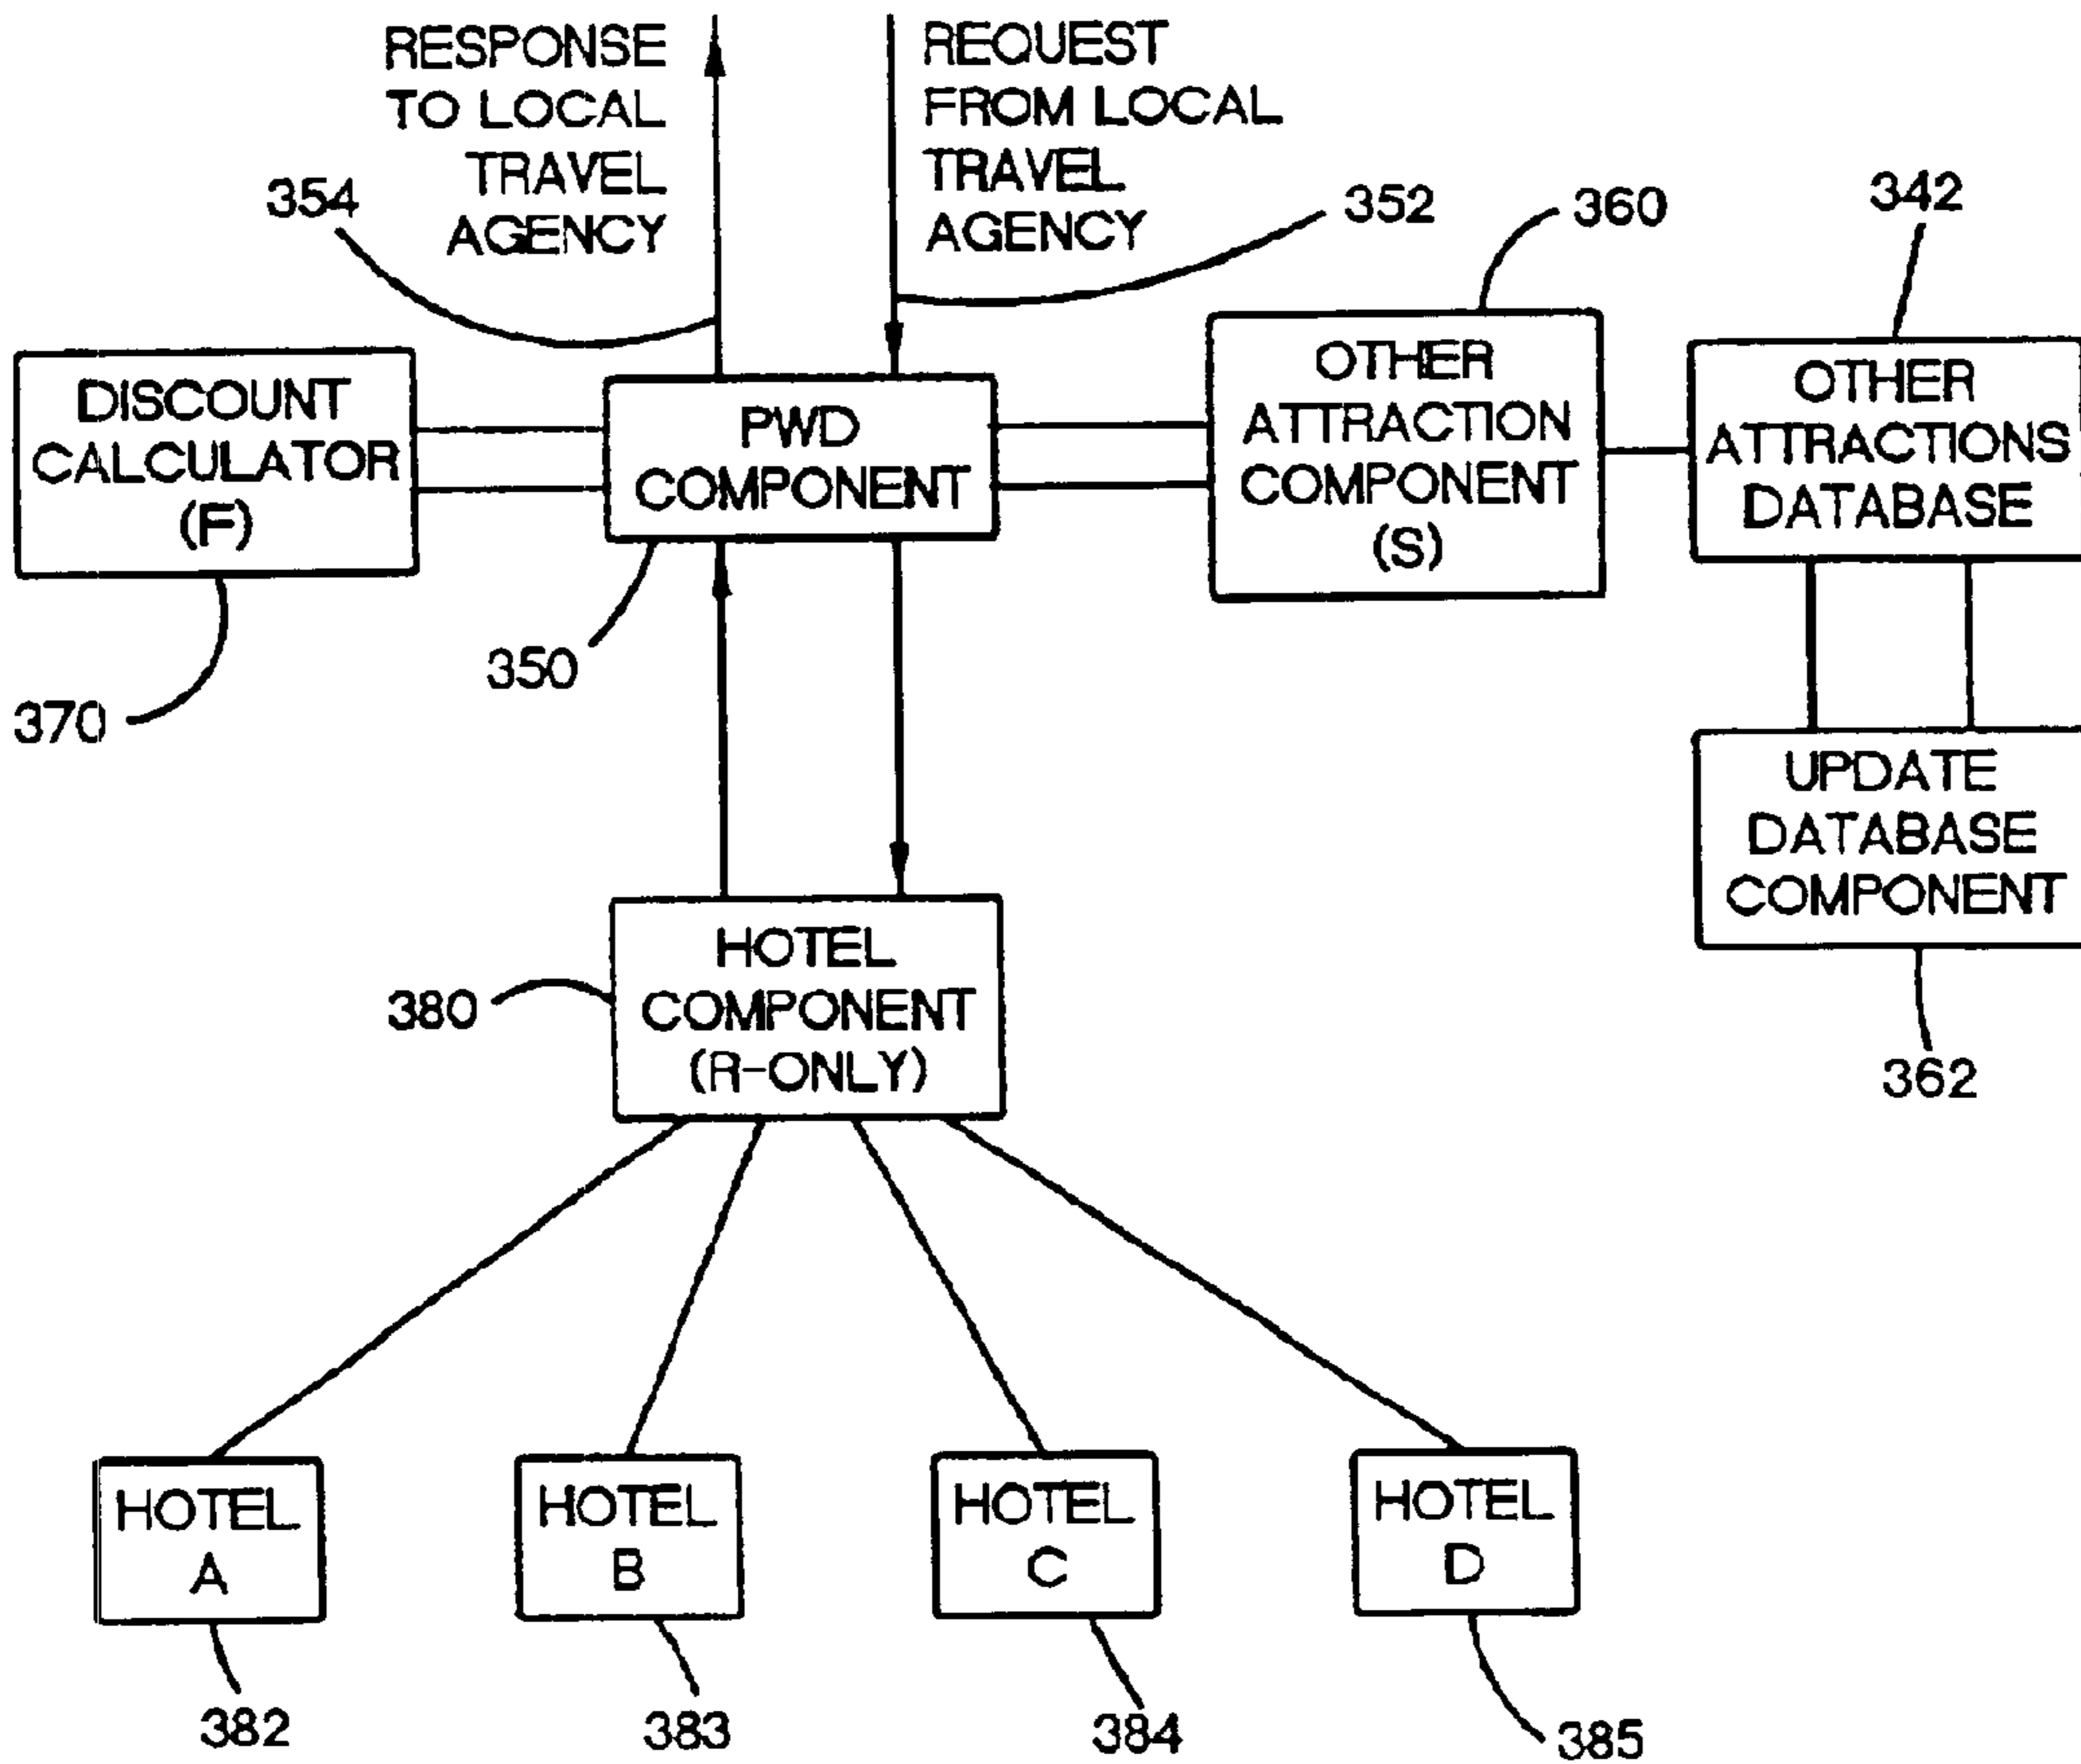 RESPONSE
TO LOCAL
TRAVEL
AGENCY
REQUEST
FROM LOCAL
TRAVEL
AGENCY
354
352
360
342
DISCOUNT
CALCULATOR
(F)
PWD
COMPONENT
OTHER
ATTRACTION
COMPONENT
(S)
OTHER
ATTRACTIONS
DATABASE
350
370
UPDATE
DATABASE
COMPONENT
362
380
HOTEL
COMPONENT
(R-ONLY)
HOTEL
A
HOTEL
B
HOTEL
C
HOTEL
D
382
383
384
385